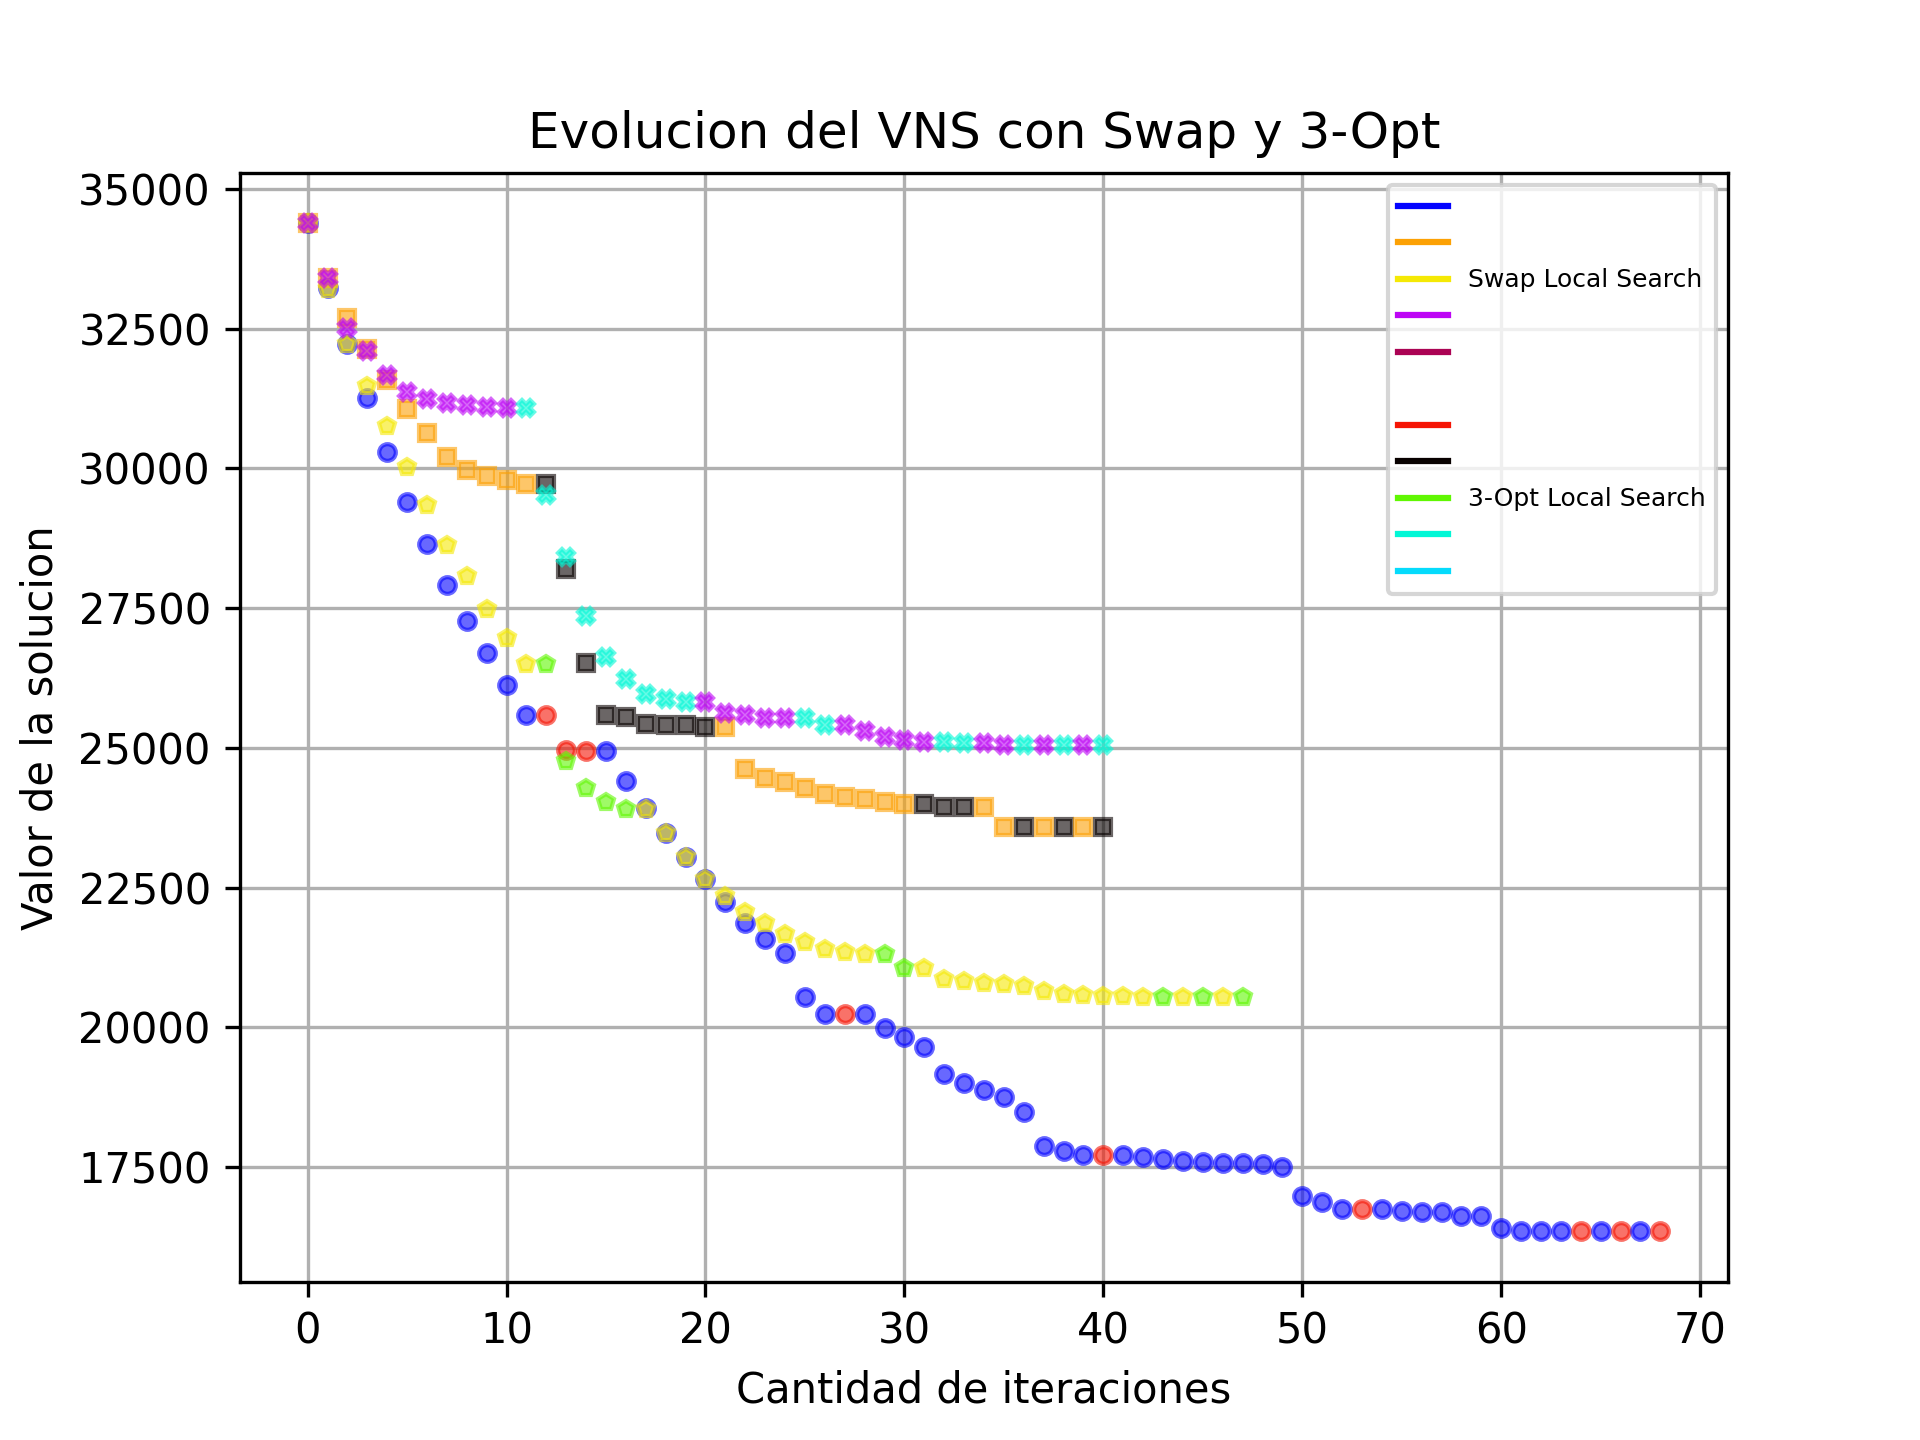 Evolucion del VNS con Swap y 3-Opt
35000
32500
30000
27500
25000
22500
20000
17500
Valor de la solucion
Swap Local Search
3-Opt Local Search
0 10 20 30 40 50 60 70
Cantidad de iteraciones